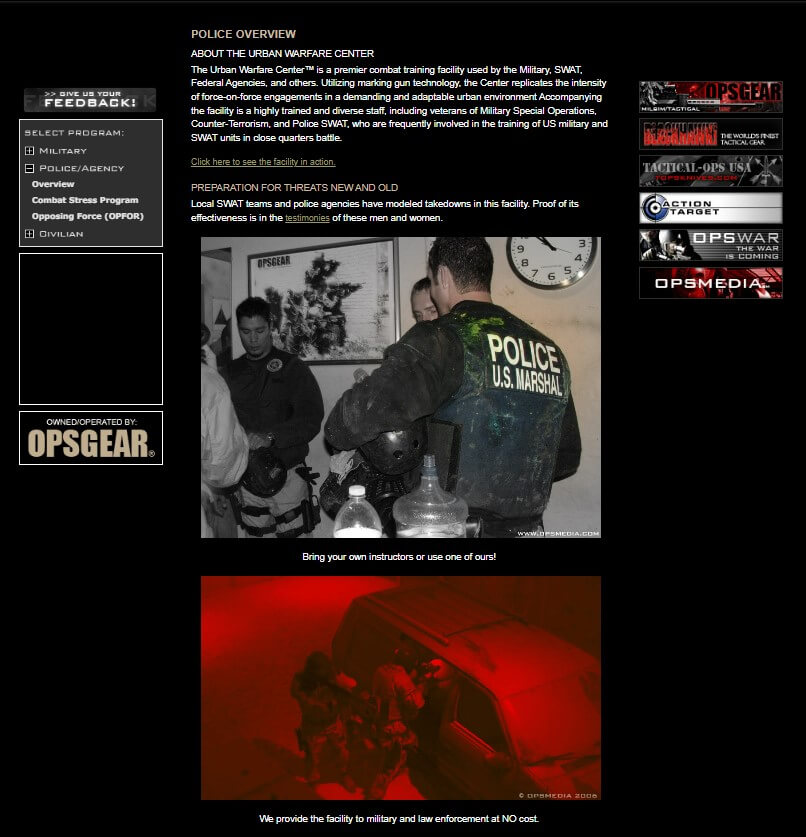 POLICE OVERVIEW
ABOUT THE URBAN WARFARE CENTER
The Urban Warfare Center™ is a premier combat training facility used by the Military, SWAT,
Federal Agencies, and others. Utilizing marking gun technology, the Center replicates the intensity
of force-on-force engagements in a demanding and adaptable urban environment Accompanying
the facility is a highly trained and diverse staff, including veterans of Military Special Operations,
Counter-Terrorism, and Police SWAT, who are frequently involved in the training of US military and
SWAT units in close quarters battle.
Click here to see the facility in action.
PREPARATION FOR THREATS NEW AND OLD
Local SWAT teams and police agencies have modeled takedowns in this facility. Proof of its
effectiveness is in the testimonies of these men and women.
OPSGEAR
POLICE
U.S. MARSHAL
WWW.OPSMEDIA.COM
Bring your own instructors or use one of ours!
© OPSMEDIA 2006
We provide the facility to military and law enforcement at NO cost.
>> GIVE US YOUR
FEEDBACK!
SELECT PROGRAM:
MILITARY
POLICE/AGENCY
Overview
Combat Stress Program
Opposing Force (OPFOR)
CIVILIAN
OWNED/OPERATED BY:
OPSGEAR®
OPSGEAR
MILSIM/TACTICAL
BLACKHAWK!
THE WORLD'S FINEST
TACTICAL GEAR
TACTICAL-OPS USA
TOPSKNIVES.COM
ACTION
TARGET
OPSWAR
THE WAR
IS COMING
OPSMEDIA